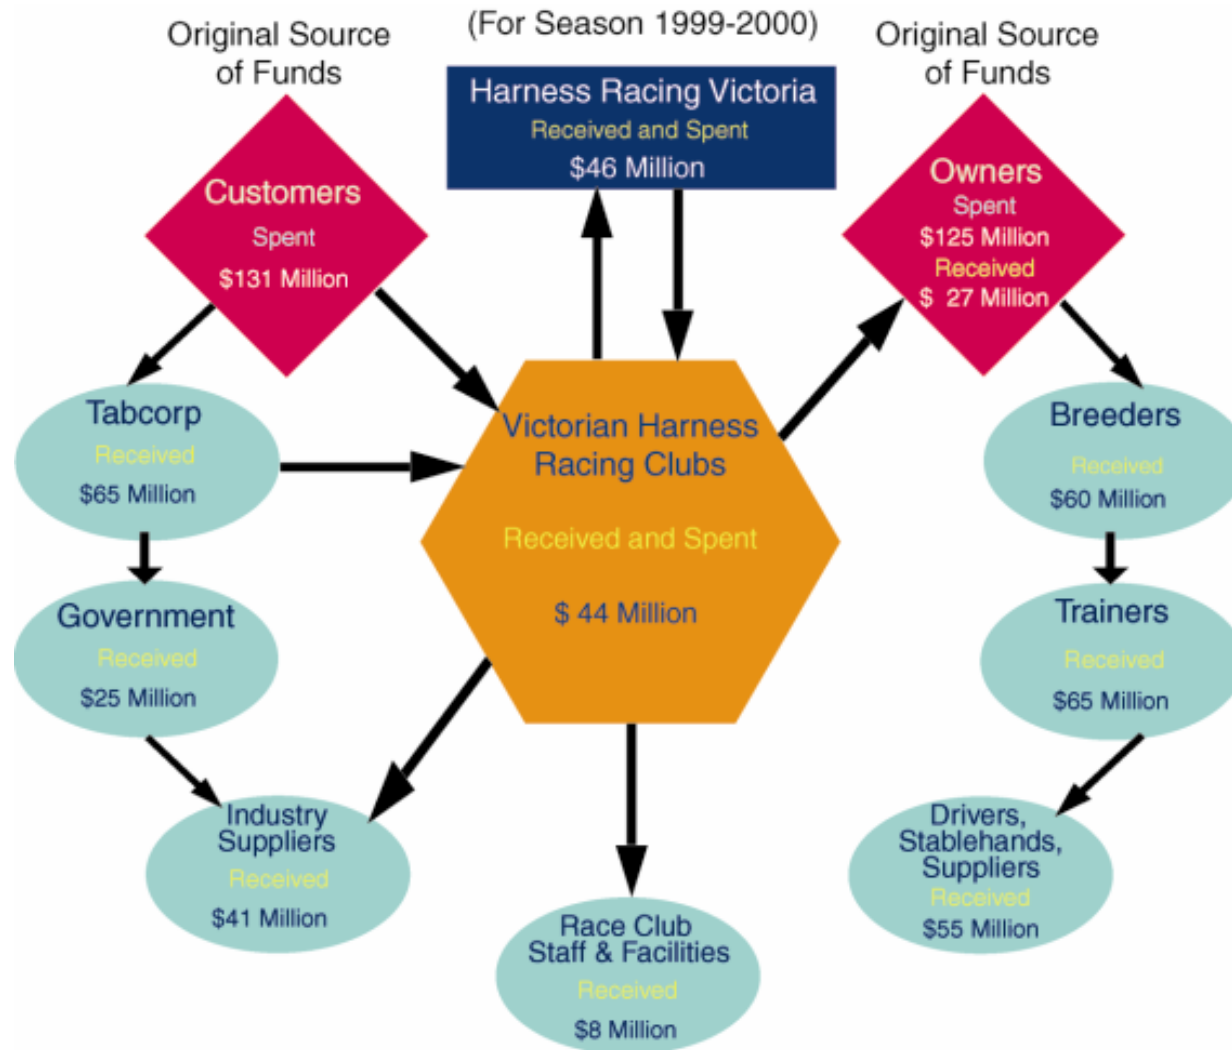 Original Source
of Funds
(For Season 1999-2000)
Original Source
of Funds
Harness Racing Victoria
Received and Spent
$46 Million
Customers
Spent
$131 Million
Owners
Spent
$125 Million
Received
$ 27 Million
Tabcorp
Received
$65 Million
Victorian Harness
Racing Clubs
Received and Spent
$ 44 Million
Breeders
Received
$60 Million
Government
Received
$25 Million
Trainers
Received
$65 Million
Industry
Suppliers
Received
$41 Million
Race Club
Staff & Facilities
Received
$8 Million
Drivers,
Stablehands,
Suppliers
Received
$55 Million